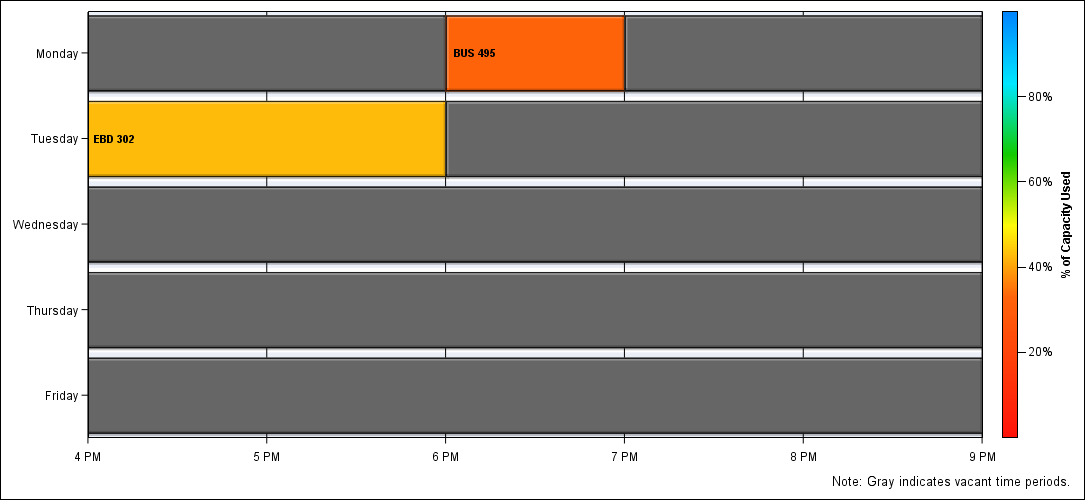 Monday
BUS 495
Tuesday
EBD 302
Wednesday
Thursday
Friday
4 PM 5 PM 6 PM 7 PM 8 PM 9 PM
80%
60%
40%
20%
% of Capacity Used
Note: Gray indicates vacant time periods.